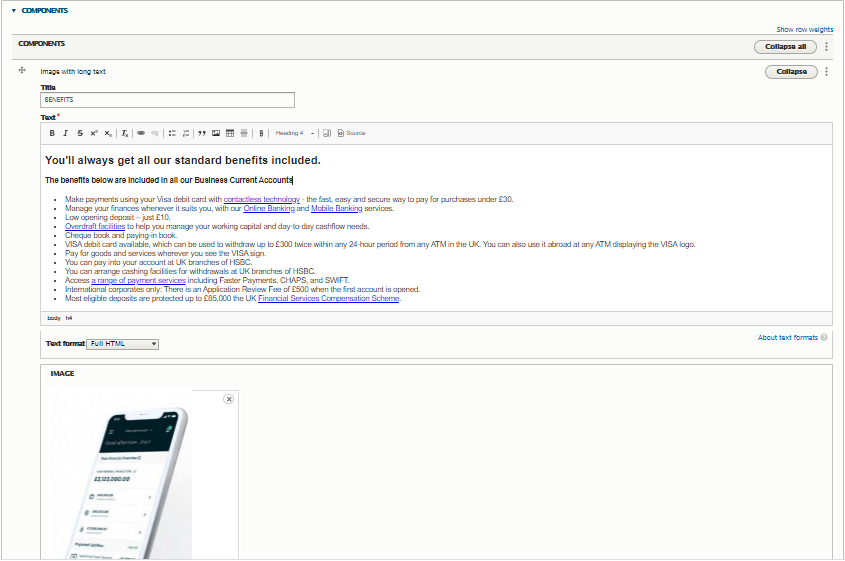 COMPONENTS
Show row weights
COMPONENTS
Collapse all
Image with long text
Collapse
Title
BENEFITS
Text*
B I S x² x₂ Tx Heading 4 Source
You'll always get all our standard benefits included.
The benefits below are included in all our Business Current Accounts
Make payments using your Visa debit card with contactless technology - the fast, easy and secure way to pay for purchases under £30.
Manage your finances whenever it suits you, with our Online Banking and Mobile Banking services.
Low opening deposit – just £10.
Overdraft facilities to help you manage your working capital and day-to-day cashflow needs.
Cheque book and paying-in book.
VISA debit card available, which can be used to withdraw up to £300 twice within any 24-hour period from any ATM in the UK. You can also use it abroad at any ATM displaying the VISA logo.
Pay for goods and services wherever you see the VISA sign.
You can pay into your account at UK branches of HSBC.
You can arrange cashing facilities for withdrawals at UK branches of HSBC.
Access a range of payment services including Faster Payments, CHAPS, and SWIFT.
International corporates only: There is an Application Review Fee of £500 when the first account is opened.
Most eligible deposits are protected up to £85,000 the UK Financial Services Compensation Scheme.
body h4
About text formats
Text format Full HTML
IMAGE
£3,123,000.00